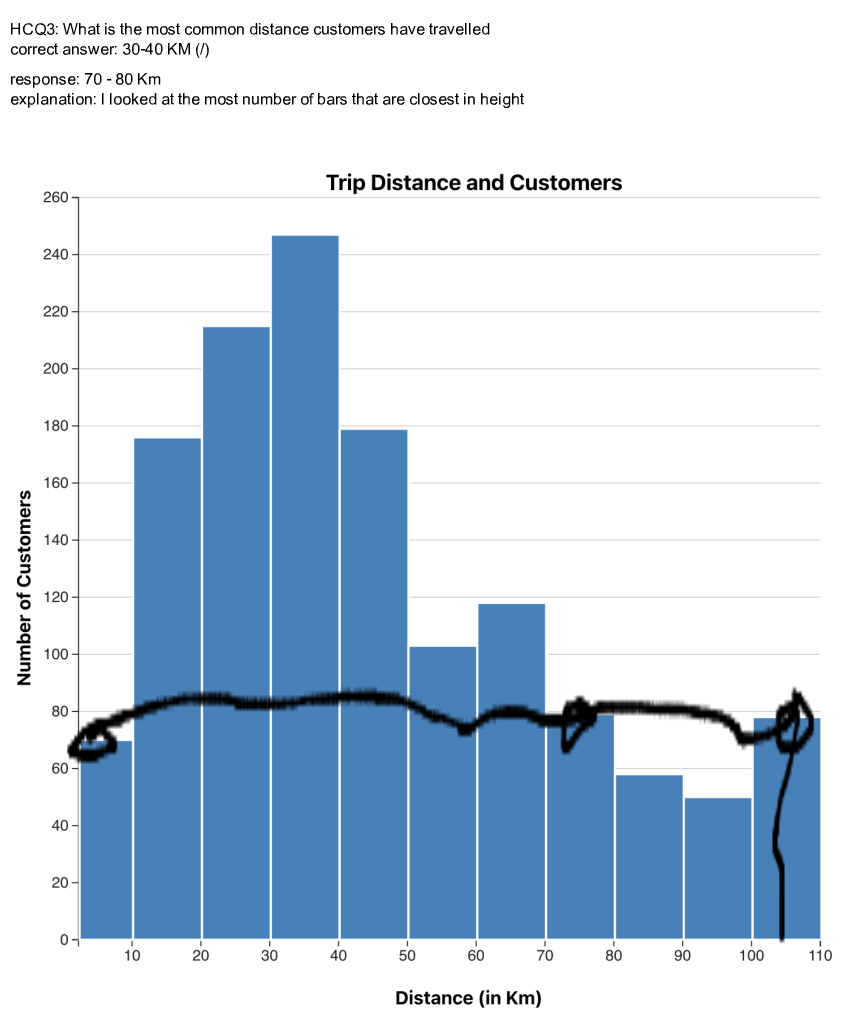 HCQ3: What is the most common distance customers have travelled
correct answer: 30-40 KM (/)
response: 70 - 80 Km
explanation: I looked at the most number of bars that are closest in height
Trip Distance and Customers
260
240
220
200
180
160
140
120
100
80
60
40
20
0
Number of Customers
10 20 30 40 50 60 70 80 90 100 110
Distance (in Km)